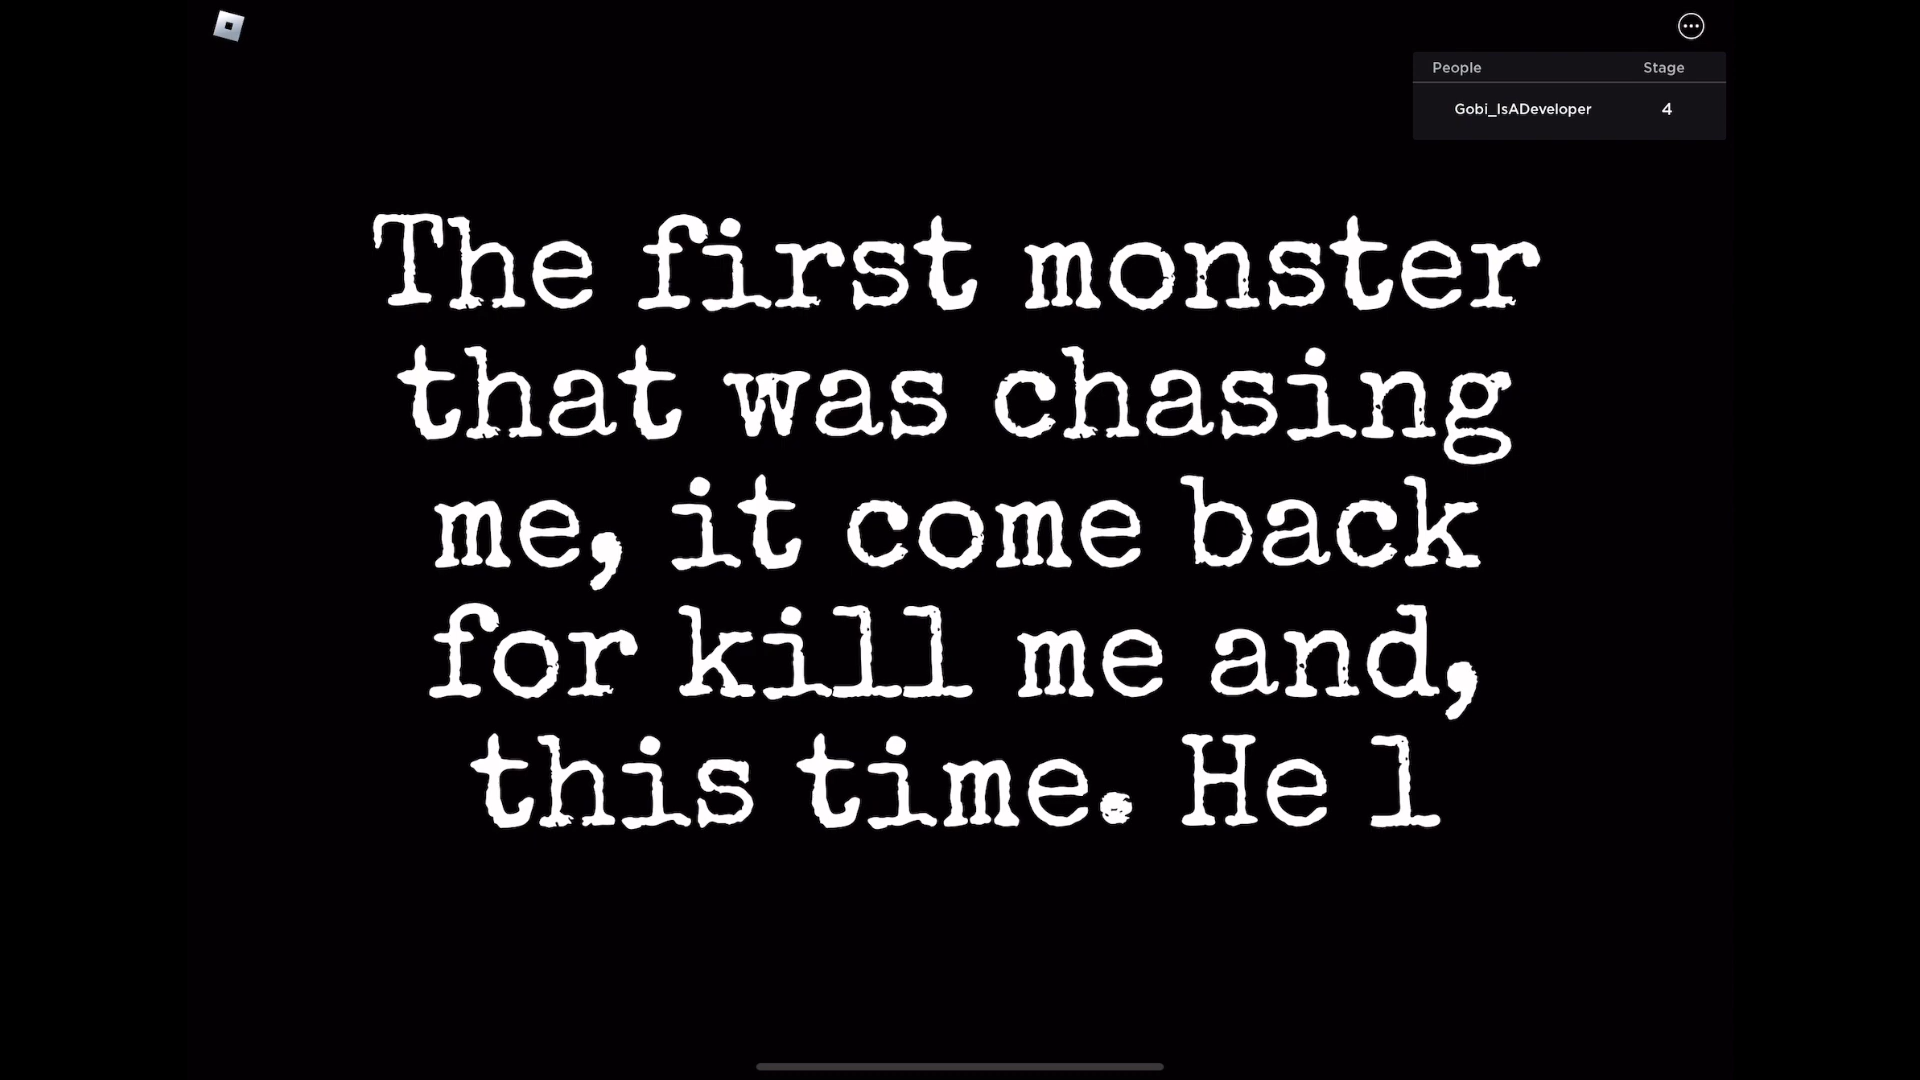 People Stage
Gobi_IsADeveloper 4
The first monster
that was chasing
me, it come back
for kill me and,
this time. He l